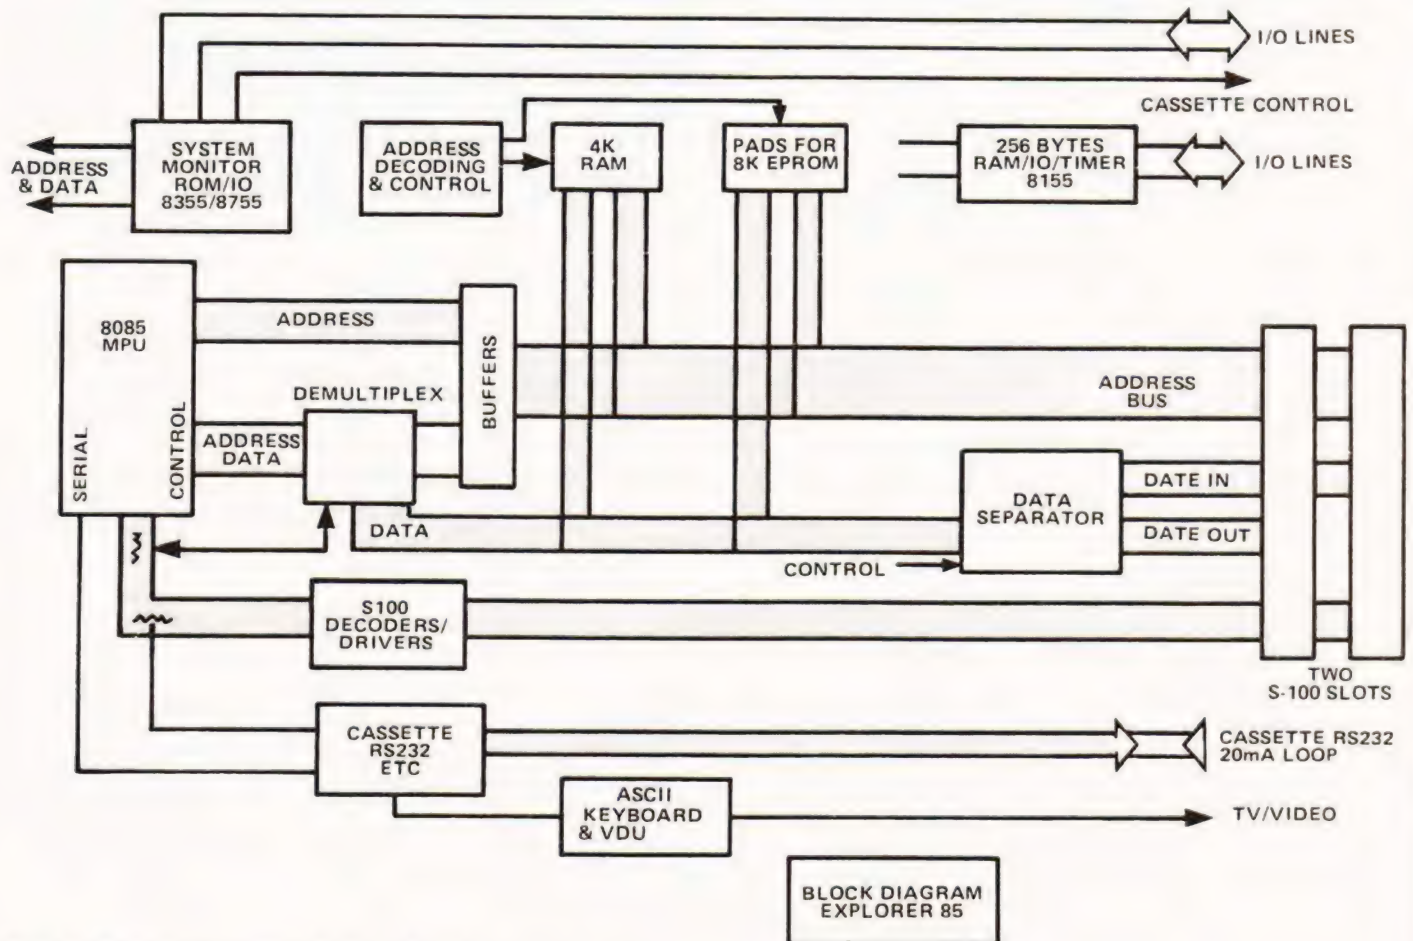 I/O LINES
CASSETTE CONTROL
ADDRESS
& DATA
SYSTEM
MONITOR
ROM/IO
8355/8755
ADDRESS
DECODING
& CONTROL
4K
RAM
PADS FOR
8K EPROM
256 BYTES
RAM/IO/TIMER
8155
I/O LINES
8085
MPU
SERIAL
CONTROL
ADDRESS
DEMULTIPLEX
ADDRESS
DATA
BUFFERS
DATA
ADDRESS
BUS
DATA
SEPARATOR
DATE IN
DATE OUT
CONTROL
S100
DECODERS/
DRIVERS
TWO
S-100 SLOTS
CASSETTE
RS232
ETC
CASSETTE RS232
20mA LOOP
ASCII
KEYBOARD
& VDU
TV/VIDEO
BLOCK DIAGRAM
EXPLORER 85